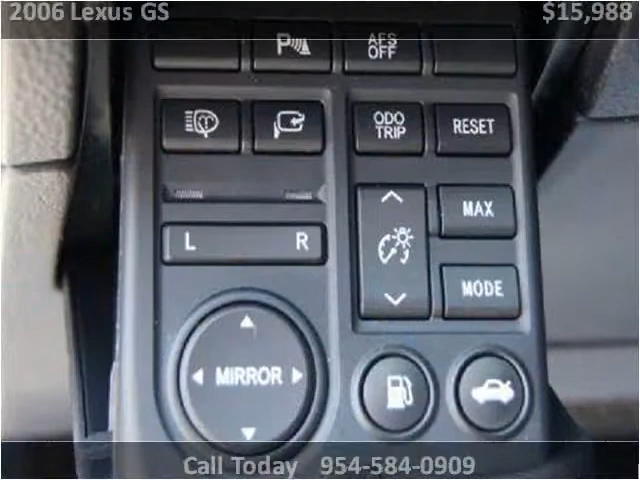 2006 Lexus GS $15,988
P AFS OFF
ODO TRIP RESET
MAX
L R
MODE
MIRROR
Call Today 954-584-0909